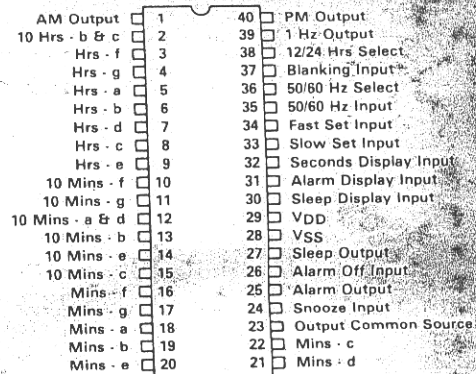 AM Output 1 40 PM Output
10 Hrs - b & c 2 39 1 Hz Output
Hrs - f 3 38 12/24 Hrs Select
Hrs - g 4 37 Blanking Input
Hrs - a 5 36 50/60 Hz Select
Hrs - b 6 35 50/60 Hz Input
Hrs - d 7 34 Fast Set Input
Hrs - c 8 33 Slow Set Input
Hrs - e 9 32 Seconds Display Input
10 Mins - f 10 31 Alarm Display Input
10 Mins - g 11 30 Sleep Display Input
10 Mins - a & d 12 29 VDD
10 Mins - b 13 28 VSS
10 Mins - e 14 27 Sleep Output
10 Mins - c 15 26 Alarm Off Input
Mins - f 16 25 Alarm Output
Mins - g 17 24 Snooze Input
Mins - a 18 23 Output Common Source
Mins - b 19 22 Mins - c
Mins - e 20 21 Mins - d